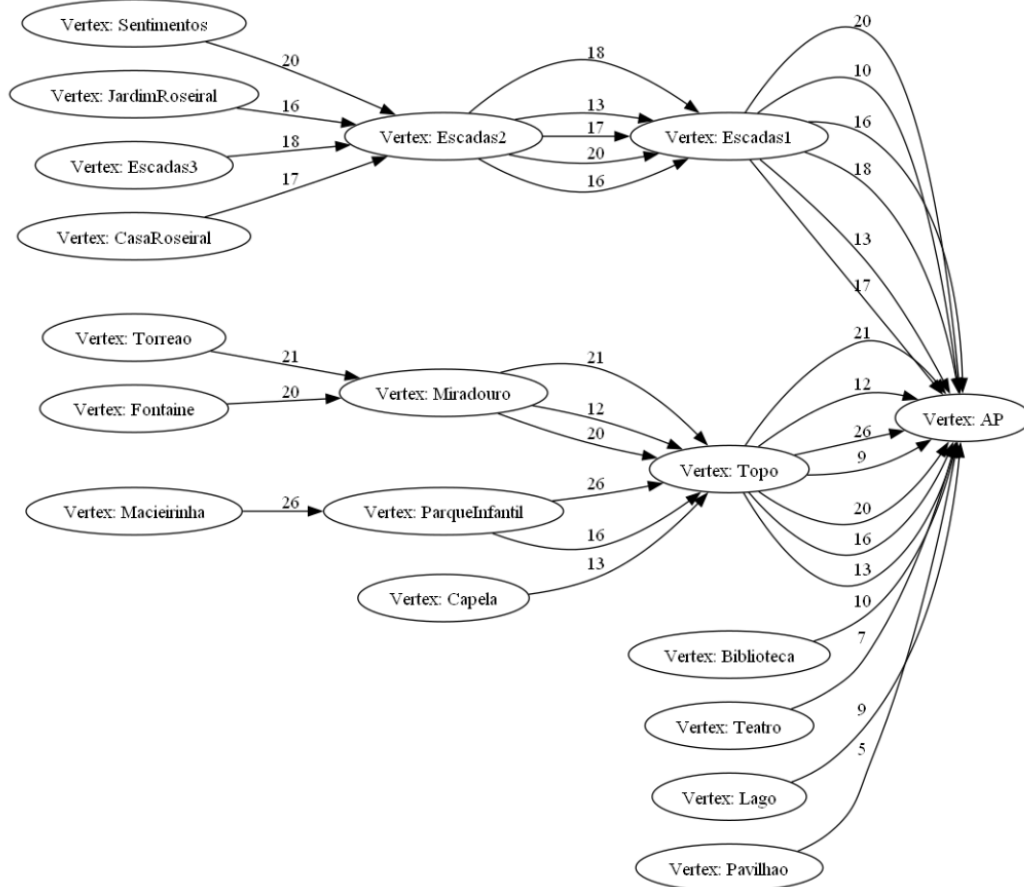 Vertex: Sentimentos
20
Vertex: JardimRoseiral
16
Vertex: Escadas3
18
Vertex: CasaRoseiral
17
Vertex: Escadas2
18
13
17
20
16
Vertex: Escadas1
20
10
16
18
13
17
Vertex: Torreao
21
Vertex: Fontaine
20
Vertex: Miradouro
21
12
20
Vertex: Macieirinha
26
Vertex: ParqueInfantil
26
16
Vertex: Capela
13
Vertex: Topo
21
12
26
9
20
16
13
Vertex: AP
Vertex: Biblioteca
10
Vertex: Teatro
7
Vertex: Lago
9
Vertex: Pavilhao
5